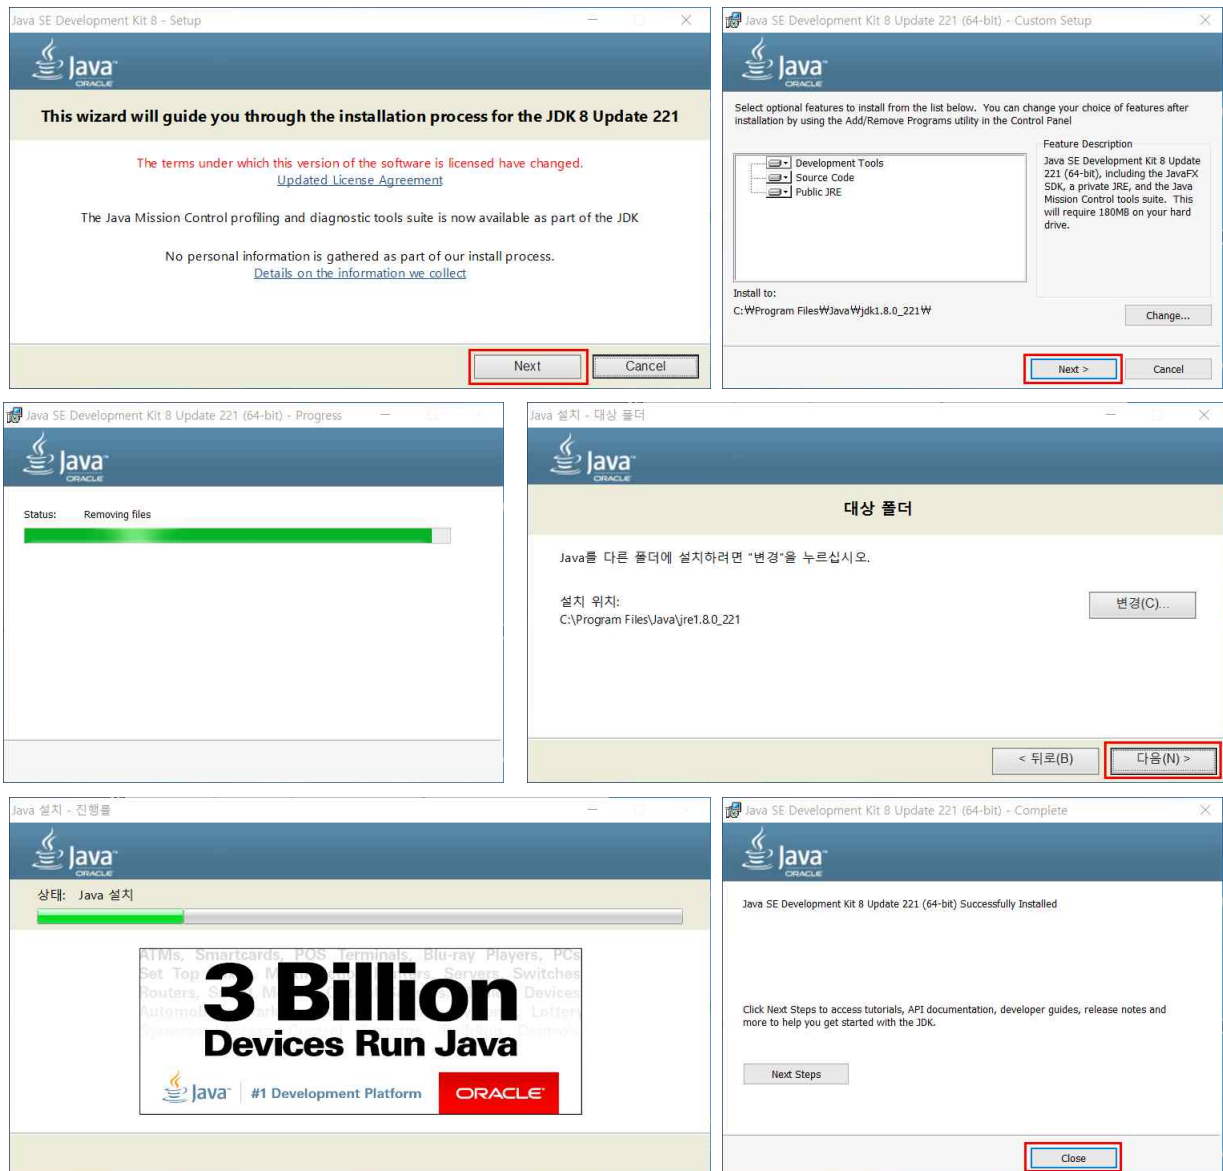 Java SE Development Kit 8 - Setup
Java
ORACLE
This wizard will guide you through the installation process for the JDK 8 Update 221
The terms under which this version of the software is licensed have changed.
Updated License Agreement
The Java Mission Control profiling and diagnostic tools suite is now available as part of the JDK
No personal information is gathered as part of our install process.
Details on the information we collect
Next
Cancel
Java SE Development Kit 8 Update 221 (64-bit) - Custom Setup
Java
ORACLE
Select optional features to install from the list below. You can change your choice of features after
installation by using the Add/Remove Programs utility in the Control Panel
Development Tools
Source Code
Public JRE
Feature Description
Java SE Development Kit 8 Update
221 (64-bit), including the JavaFX
SDK, a private JRE, and the Java
Mission Control tools suite. This
will require 180MB on your hard
drive.
Install to:
C:₩Program Files₩Java₩jdk1.8.0_221₩
Change...
Next >
Cancel
Java SE Development Kit 8 Update 221 (64-bit) - Progress
Java
ORACLE
Status: Removing files
Java 설치 - 대상 폴더
Java
ORACLE
대상 폴더
Java를 다른 폴더에 설치하려면 "변경"을 누르십시오.
설치 위치:
C:\Program Files\Java\jre1.8.0_221
변경(C)...
< 뒤로(B)
다음(N) >
Java 설치 - 진행률
Java
ORACLE
상태: Java 설치
ATMs, Smartcards, POS Terminals, Blu-ray Players, PCs
Set Top Servers, Switches
Routers, Devices
3 Billion
Devices Run Java
Java #1 Development Platform ORACLE
Java SE Development Kit 8 Update 221 (64-bit) - Complete
Java
ORACLE
Java SE Development Kit 8 Update 221 (64-bit) Successfully Installed
Click Next Steps to access tutorials, API documentation, developer guides, release notes and
more to help you get started with the JDK.
Next Steps
Close